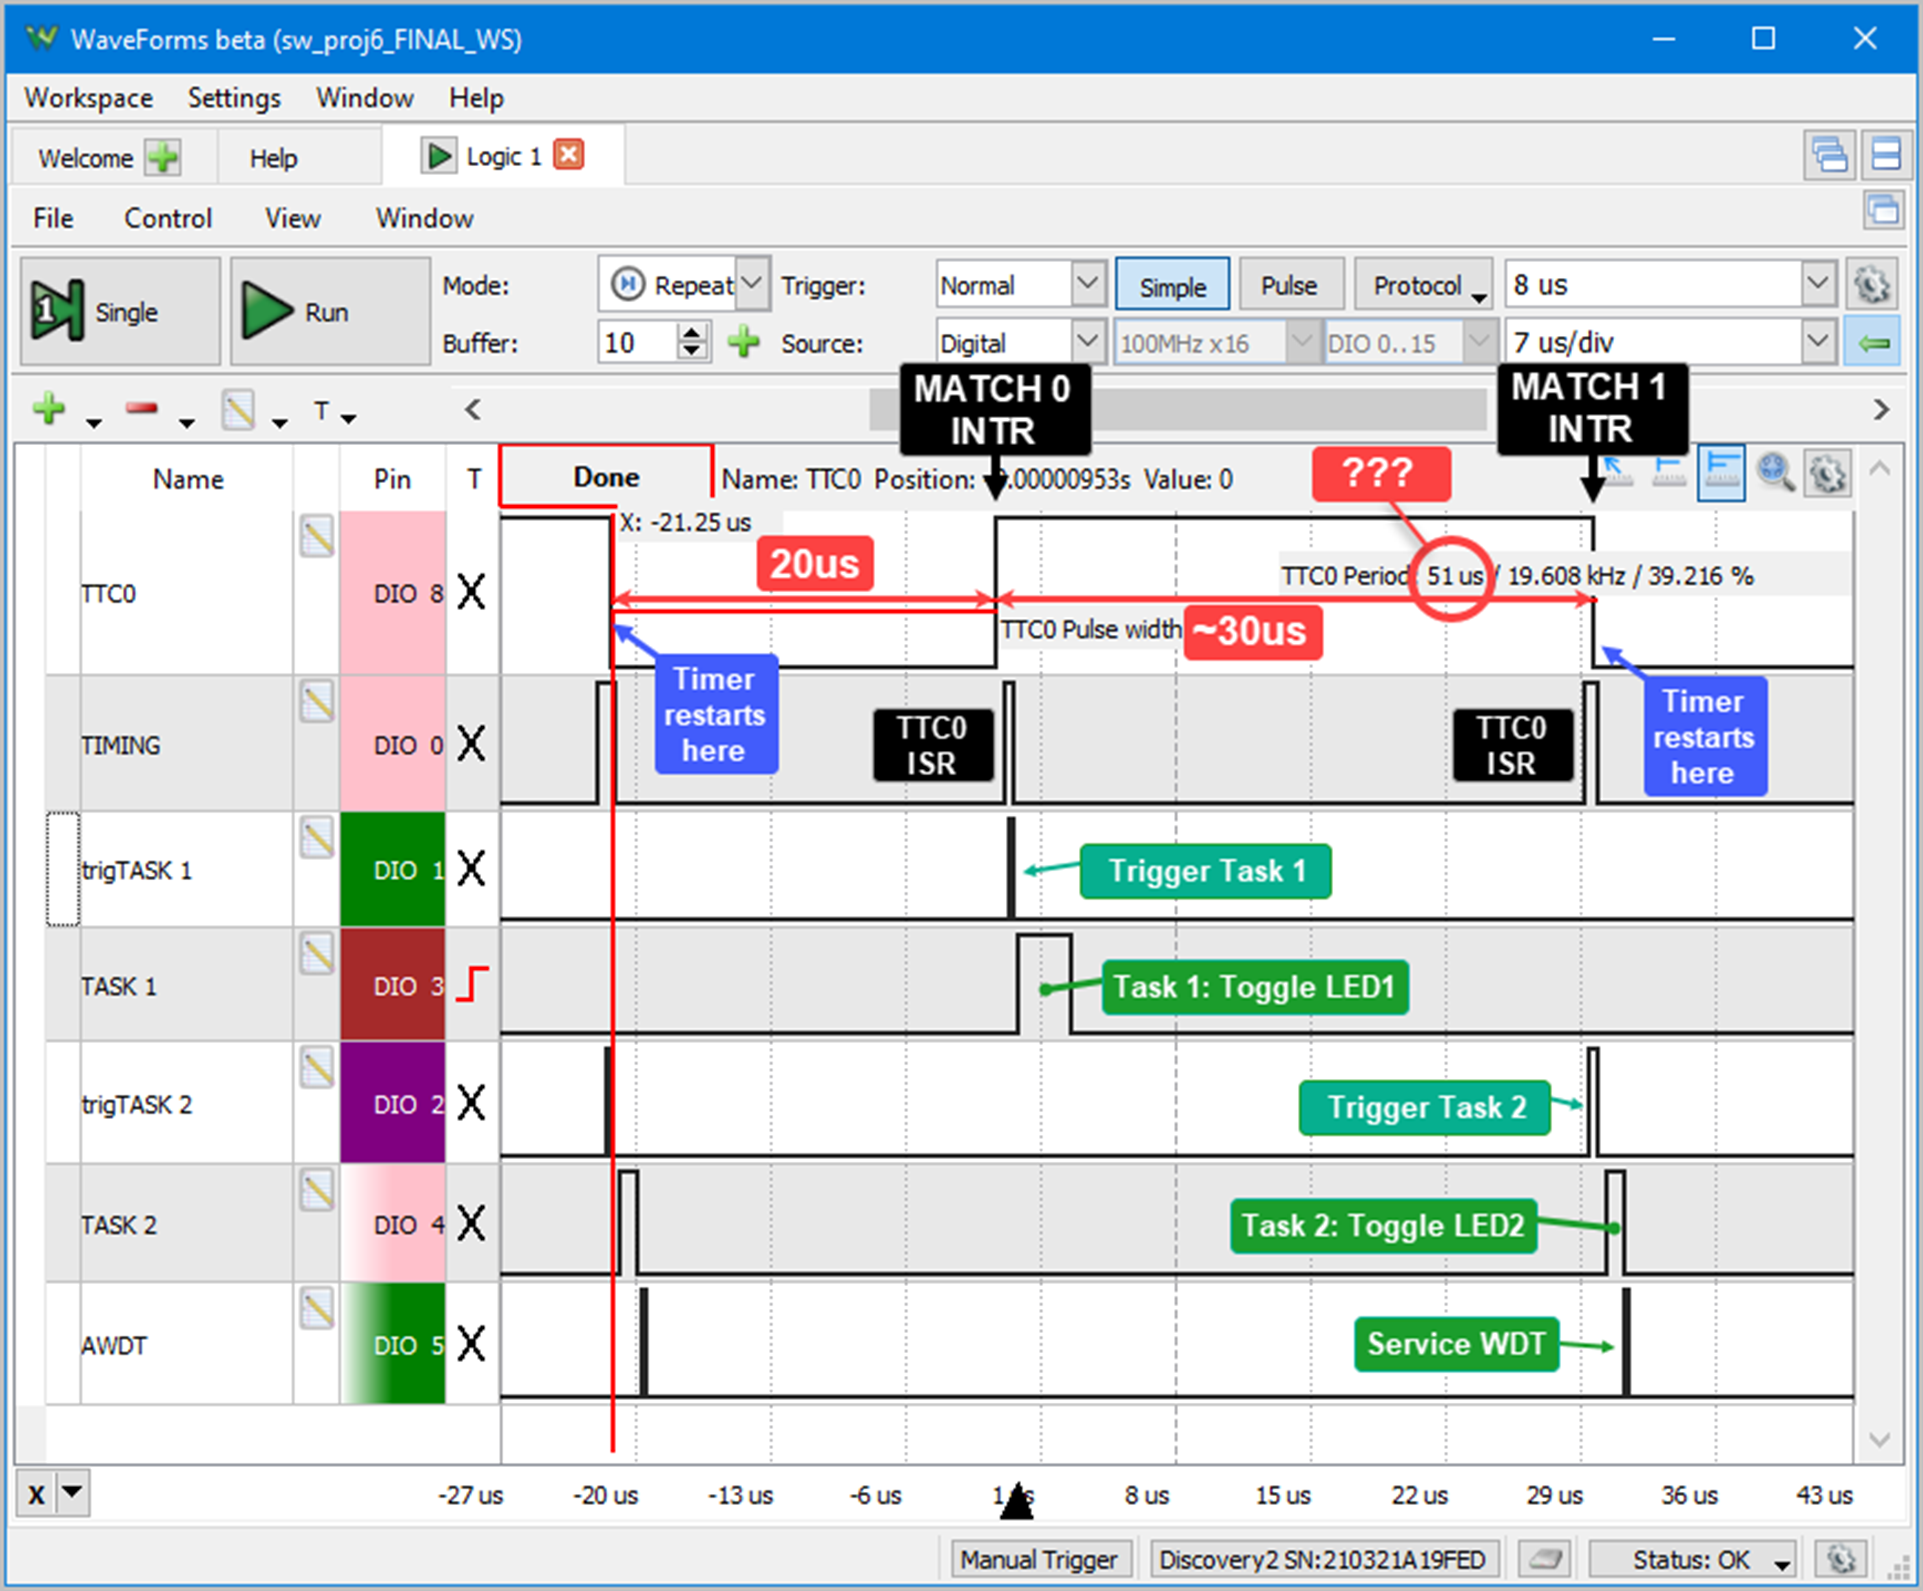 WaveForms beta (sw_proj6_FINAL_WS)
Workspace Settings Window Help
Welcome Help Logic 1
File Control View Window
Single Run Mode: Repeat Trigger: Normal Simple Pulse Protocol 8 us
Buffer: 10 Source: Digital 100MHz x16 DIO 0..15 7 us/div
T
MATCH 0
INTR
MATCH 1
INTR
Name Pin T Done Name: TTC0 Position: .00000953s Value: 0
???
X: -21.25 us
20us
TTC0 Period: 51 us / 19.608 kHz / 39.216 %
TTC0 DIO 8 X
TTC0 Pulse width ~30us
Timer
restarts
here
Timer
restarts
here
TIMING DIO 0 X
TTC0
ISR
TTC0
ISR
trigTASK 1 DIO 1 X Trigger Task 1
TASK 1 DIO 3 Task 1: Toggle LED1
trigTASK 2 DIO 2 X Trigger Task 2
TASK 2 DIO 4 X Task 2: Toggle LED2
AWDT DIO 5 X Service WDT
X -27 us -20 us -13 us -6 us 8 us 15 us 22 us 29 us 36 us 43 us
Manual Trigger Discovery2 SN:210321A19FED Status: OK